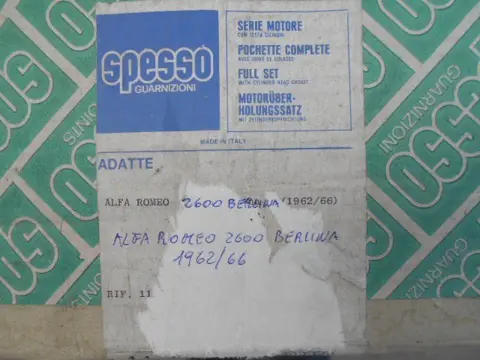 spesso
GUARNIZIONI
SERIE MOTORE
CON TESTA CILINDRI
POCHETTE COMPLETE
AVEC JOINT DE CULASSE
FULL SET
WITH CYLINDER HEAD GASKET
MOTORÜBER-
HOLUNGSSATZ
MIT ZYLINDERKOPFDICHTUNG
MADE IN ITALY
ADATTE
ALFA ROMEO 2600 BERLINA (1962/66)
ALFA ROMEO 2600 BERLINA
1962/66
RIF. 11